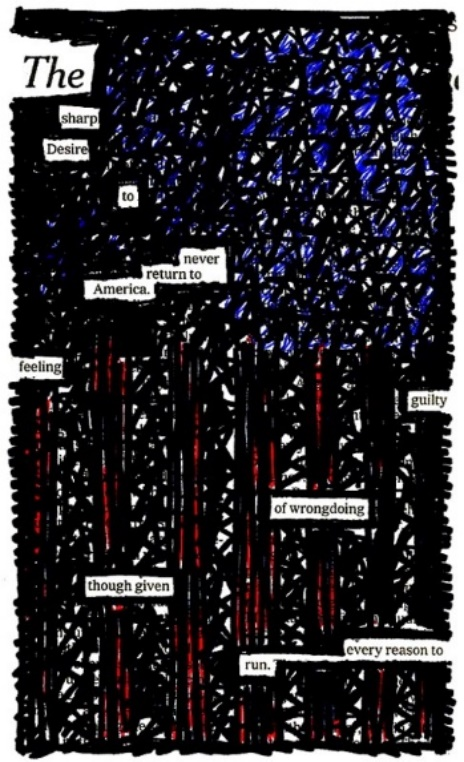 The
sharp
Desire
to
never
return to
America.
feeling
guilty
of wrongdoing
though given
every reason to
run.